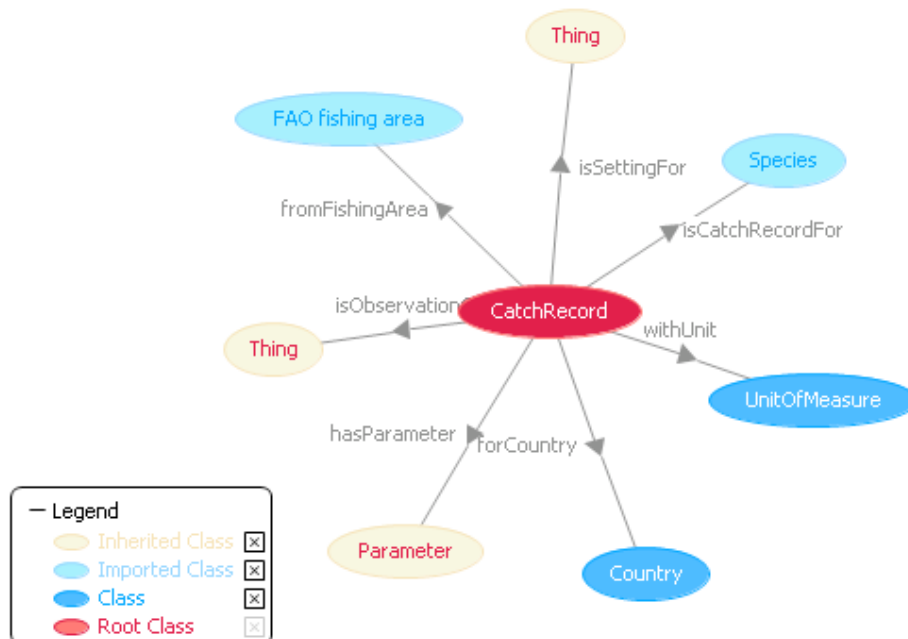 Thing
FAO fishing area
Species
isSettingFor
fromFishingArea
isCatchRecordFor
CatchRecord
Thing
withUnit
UnitOfMeasure
hasParameter
forCountry
Parameter
Country
Legend
Inherited Class
Imported Class
Class
Root Class